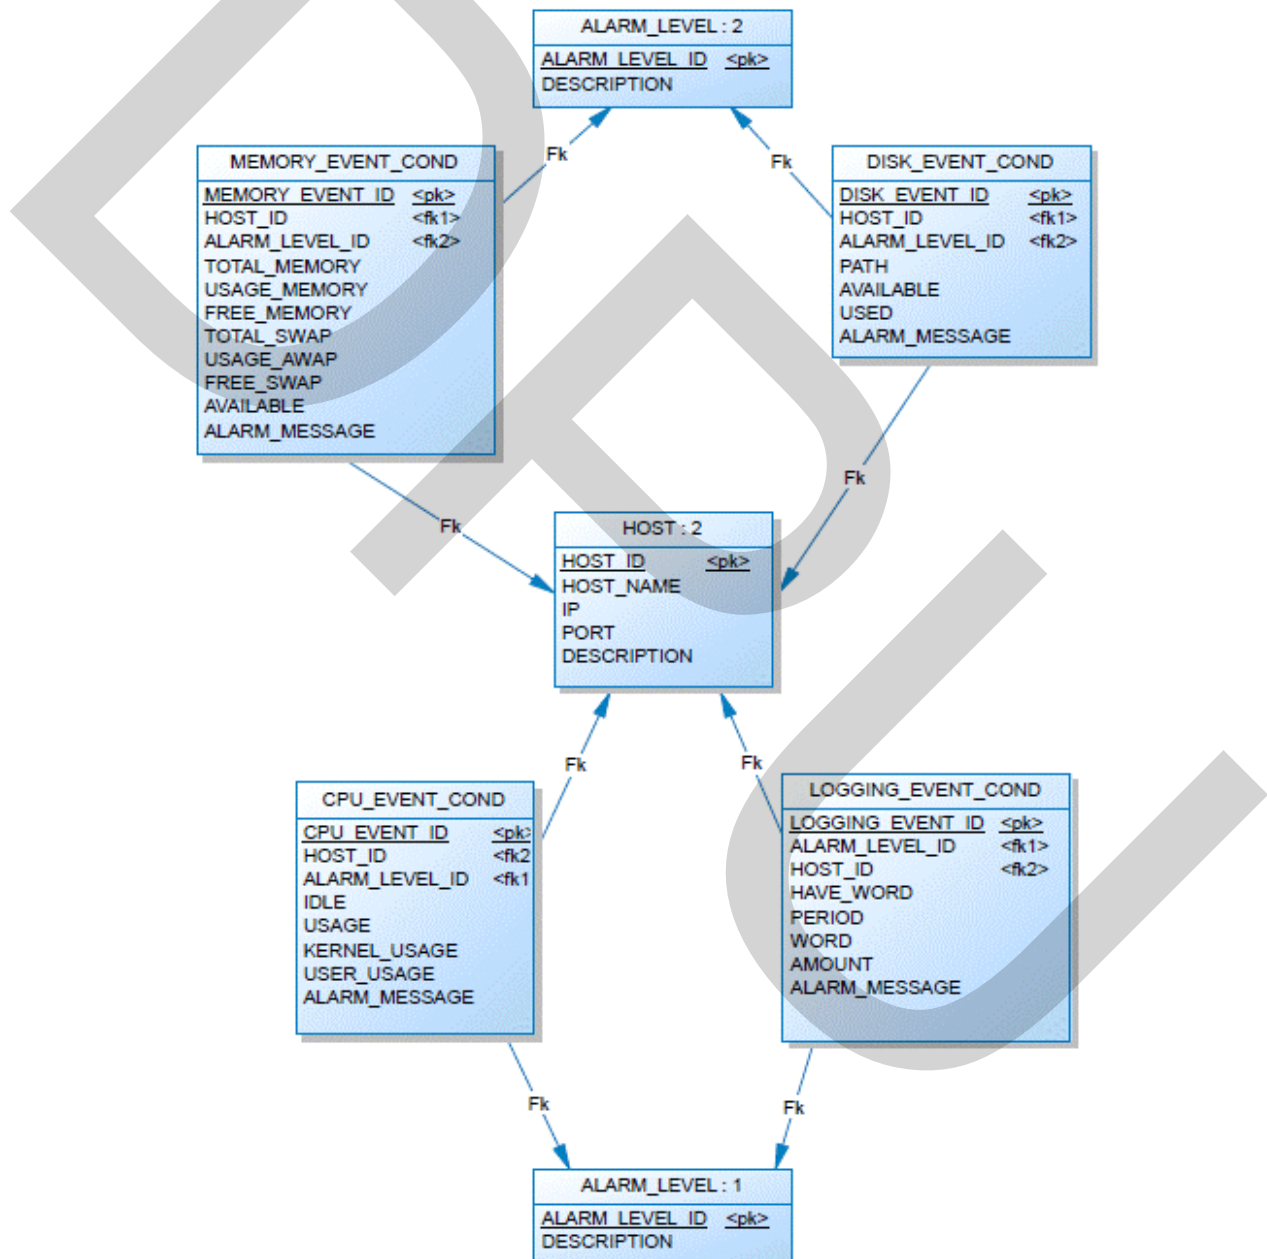 ALARM_LEVEL : 2
ALARM_LEVEL_ID <pk>
DESCRIPTION
Fk
Fk
MEMORY_EVENT_COND
MEMORY_EVENT_ID <pk>
HOST_ID <fk1>
ALARM_LEVEL_ID <fk2>
TOTAL_MEMORY
USAGE_MEMORY
FREE_MEMORY
TOTAL_SWAP
USAGE_AWAP
FREE_SWAP
AVAILABLE
ALARM_MESSAGE
DISK_EVENT_COND
DISK_EVENT_ID <pk>
HOST_ID <fk1>
ALARM_LEVEL_ID <fk2>
PATH
AVAILABLE
USED
ALARM_MESSAGE
Fk
Fk
HOST : 2
HOST_ID <pk>
HOST_NAME
IP
PORT
DESCRIPTION
Fk
Fk
CPU_EVENT_COND
CPU_EVENT_ID <pk>
HOST_ID <fk2
ALARM_LEVEL_ID <fk1
IDLE
USAGE
KERNEL_USAGE
USER_USAGE
ALARM_MESSAGE
LOGGING_EVENT_COND
LOGGING_EVENT_ID <pk>
ALARM_LEVEL_ID <fk1>
HOST_ID <fk2>
HAVE_WORD
PERIOD
WORD
AMOUNT
ALARM_MESSAGE
Fk
Fk
ALARM_LEVEL : 1
ALARM_LEVEL_ID <pk>
DESCRIPTION
DPU